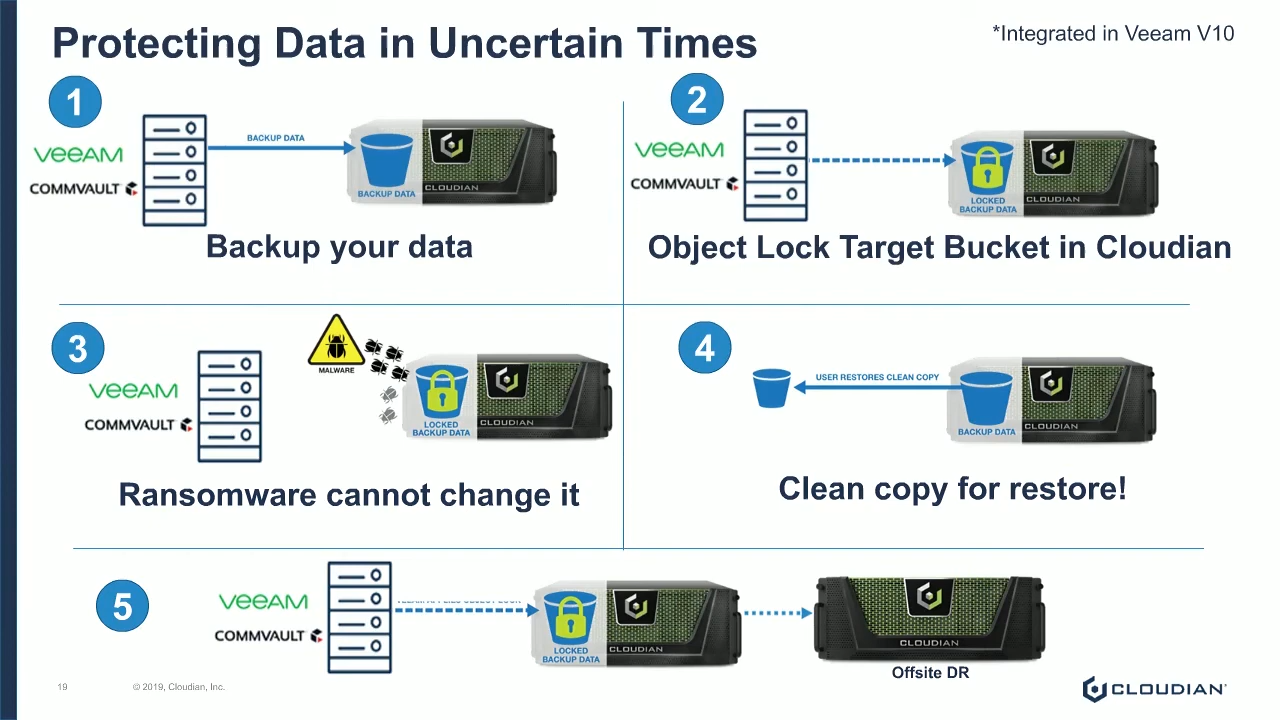 Protecting Data in Uncertain Times
*Integrated in Veeam V10
1
VEEAM
COMMVAULT
BACKUP DATA
BACKUP DATA
CLOUDIAN
Backup your data
2
VEEAM
COMMVAULT
LOCKED
BACKUP DATA
CLOUDIAN
Object Lock Target Bucket in Cloudian
3
VEEAM
COMMVAULT
MALWARE
LOCKED
BACKUP DATA
CLOUDIAN
Ransomware cannot change it
4
USER RESTORES CLEAN COPY
BACKUP DATA
CLOUDIAN
Clean copy for restore!
5
VEEAM
COMMVAULT
LOCKED
BACKUP DATA
CLOUDIAN
CLOUDIAN
Offsite DR
19
© 2019, Cloudian, Inc.
CLOUDIAN